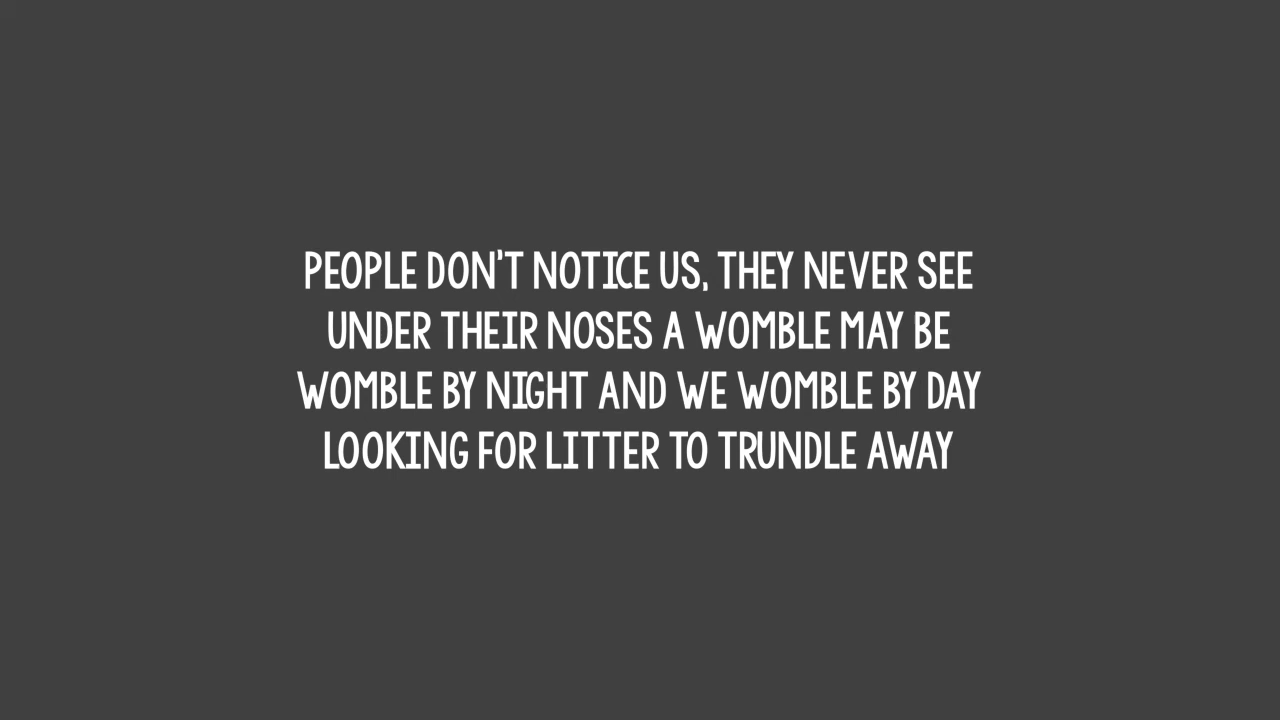 PEOPLE DON'T NOTICE US, THEY NEVER SEE
UNDER THEIR NOSES A WOMBLE MAY BE
WOMBLE BY NIGHT AND WE WOMBLE BY DAY
LOOKING FOR LITTER TO TRUNDLE AWAY